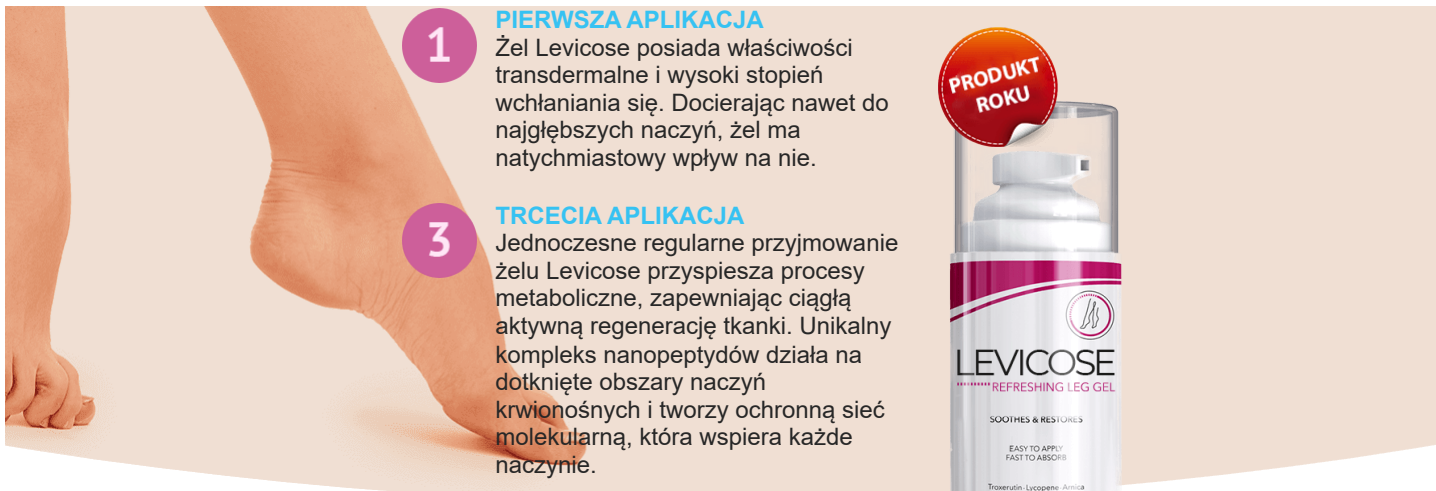 1
PIERWSZA APLIKACJA
Żel Levicose posiada właściwości
transdermalne i wysoki stopień
wchłaniania się. Docierając nawet do
najgłębszych naczyń, żel ma
natychmiastowy wpływ na nie.
3
TRCECIA APLIKACJA
Jednoczesne regularne przyjmowanie
żelu Levicose przyspiesza procesy
metaboliczne, zapewniając ciągłą
aktywną regenerację tkanki. Unikalny
kompleks nanopeptydów działa na
dotknięte obszary naczyń
krwionośnych i tworzy ochronną sieć
molekularną, która wspiera każde
naczynie.
PRODUKT
ROKU
LEVICOSE
REFRESHING LEG GEL
SOOTHES & RESTORES
EASY TO APPLY
FAST TO ABSORB
Troxerutin-Lycopene-Arnica